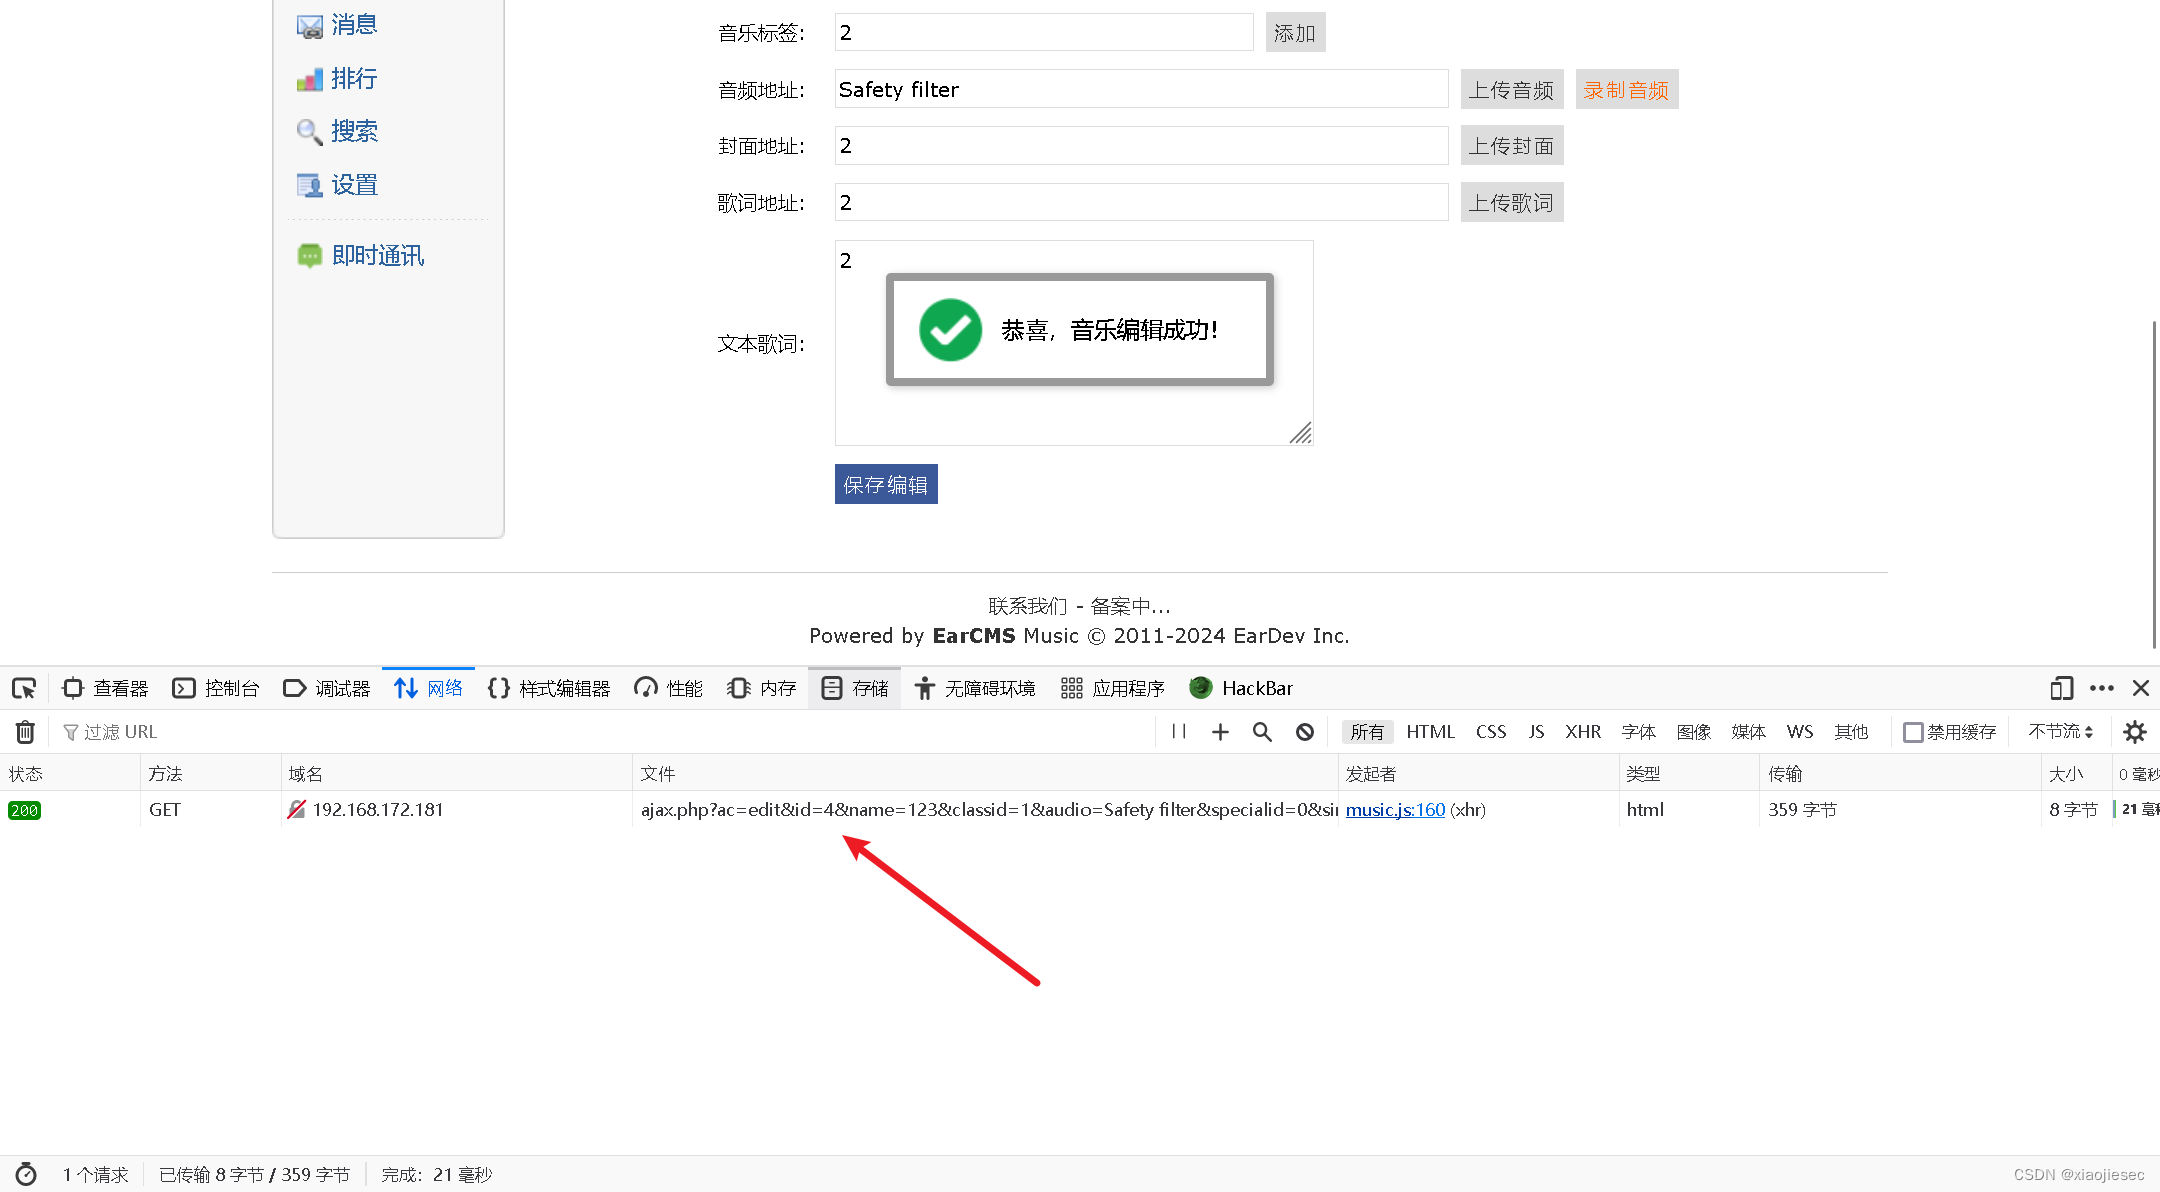 消息
排行
搜索
设置
即时通讯
音乐标签: 2 添加
音频地址: Safety filter 上传音频 录制音频
封面地址: 2 上传封面
歌词地址: 2 上传歌词
文本歌词: 2
恭喜，音乐编辑成功！
保存编辑
联系我们 - 备案中...
Powered by EarCMS Music © 2011-2024 EarDev Inc.
查看器 控制台 调试器 网络 样式编辑器 性能 内存 存储 无障碍环境 应用程序 HackBar
过滤 URL 所有 HTML CSS JS XHR 字体 图像 媒体 WS 其他 禁用缓存 不节流
状态 方法 域名 文件 发起者 类型 传输 大小 0 毫秒
200 GET 192.168.172.181 ajax.php?ac=edit&id=4&name=123&classid=1&audio=Safety filter&specialid=0&sin music.js:160 (xhr) html 359 字节 8 字节 21 毫秒
1 个请求 已传输 8 字节 / 359 字节 完成：21 毫秒
CSDN @xiaojiesec